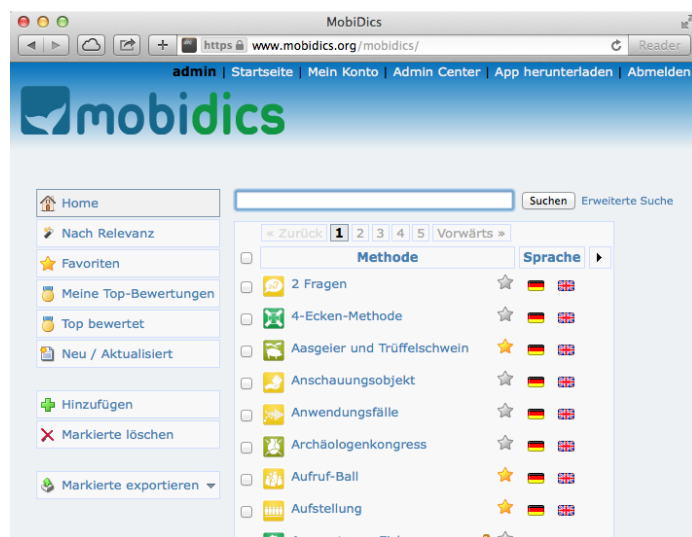 MobiDics
https www.mobidics.org/mobidics/ Reader
admin | Startseite | Mein Konto | Admin Center | App herunterladen | Abmelden
mobidics
Home
Nach Relevanz
Favoriten
Meine Top-Bewertungen
Top bewertet
Neu / Aktualisiert
Hinzufügen
Markierte löschen
Markierte exportieren
Suchen Erweiterte Suche
« Zurück 1 2 3 4 5 Vorwärts »
Methode Sprache
2 Fragen
4-Ecken-Methode
Aasgeier und Trüffelschwein
Anschauungsobjekt
Anwendungsfälle
Archäologenkongress
Aufruf-Ball
Aufstellung